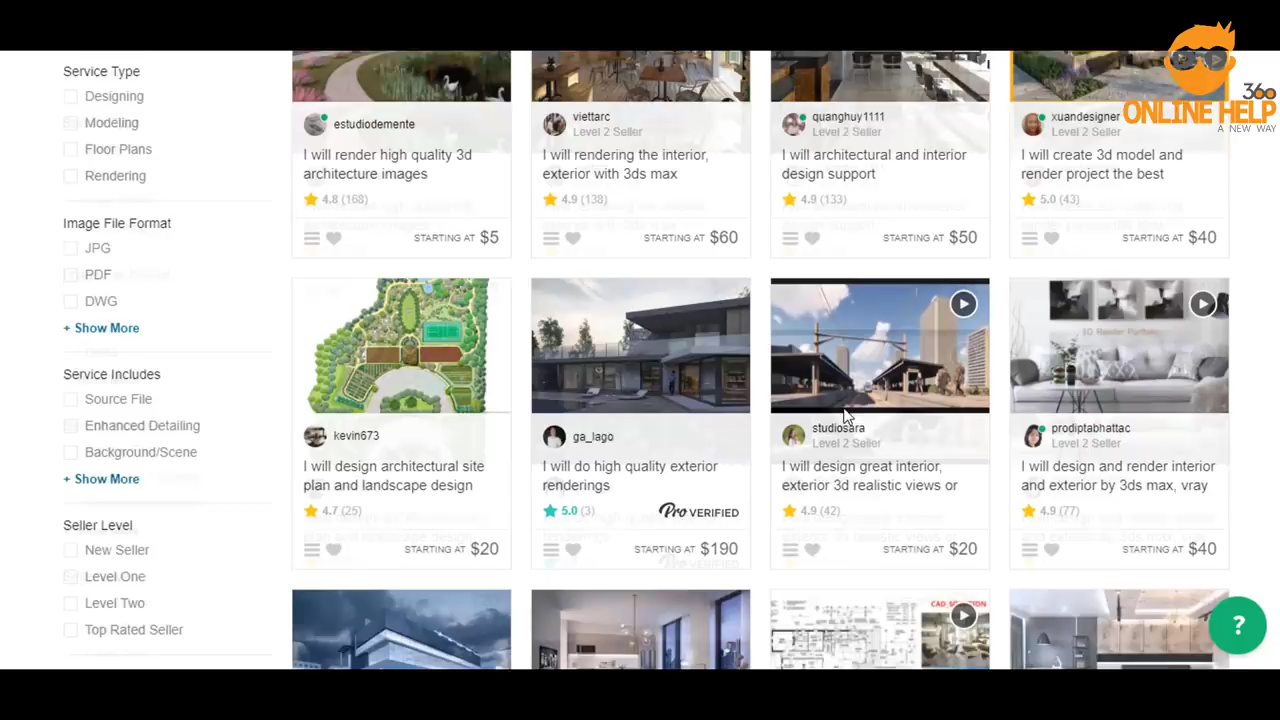 360
ONLINE HELP
A NEW WAY
Service Type
Designing
Modeling
Floor Plans
Rendering
Image File Format
JPG
PDF
DWG
+ Show More
Service Includes
Source File
Enhanced Detailing
Background/Scene
+ Show More
Seller Level
New Seller
Level One
Level Two
Top Rated Seller
estudiodemente
I will render high quality 3d
architecture images
4.8 (168)
STARTING AT $5
viettarc
Level 2 Seller
I will rendering the interior,
exterior with 3ds max
4.9 (138)
STARTING AT $60
quanghuy1111
Level 2 Seller
I will architectural and interior
design support
4.9 (133)
STARTING AT $50
xuandesigner
Level 2 Seller
I will create 3d model and
render project the best
5.0 (43)
STARTING AT $40
kevin673
I will design architectural site
plan and landscape design
4.7 (25)
STARTING AT $20
ga_lago
I will do high quality exterior
renderings
5.0 (3)
Pro VERIFIED
STARTING AT $190
studiosara
Level 2 Seller
I will design great interior,
exterior 3d realistic views or
4.9 (42)
STARTING AT $20
3D Render Portfolio
prodiptabhattac
Level 2 Seller
I will design and render interior
and exterior by 3ds max, vray
4.9 (77)
STARTING AT $40
CAD_SOLUTION
?